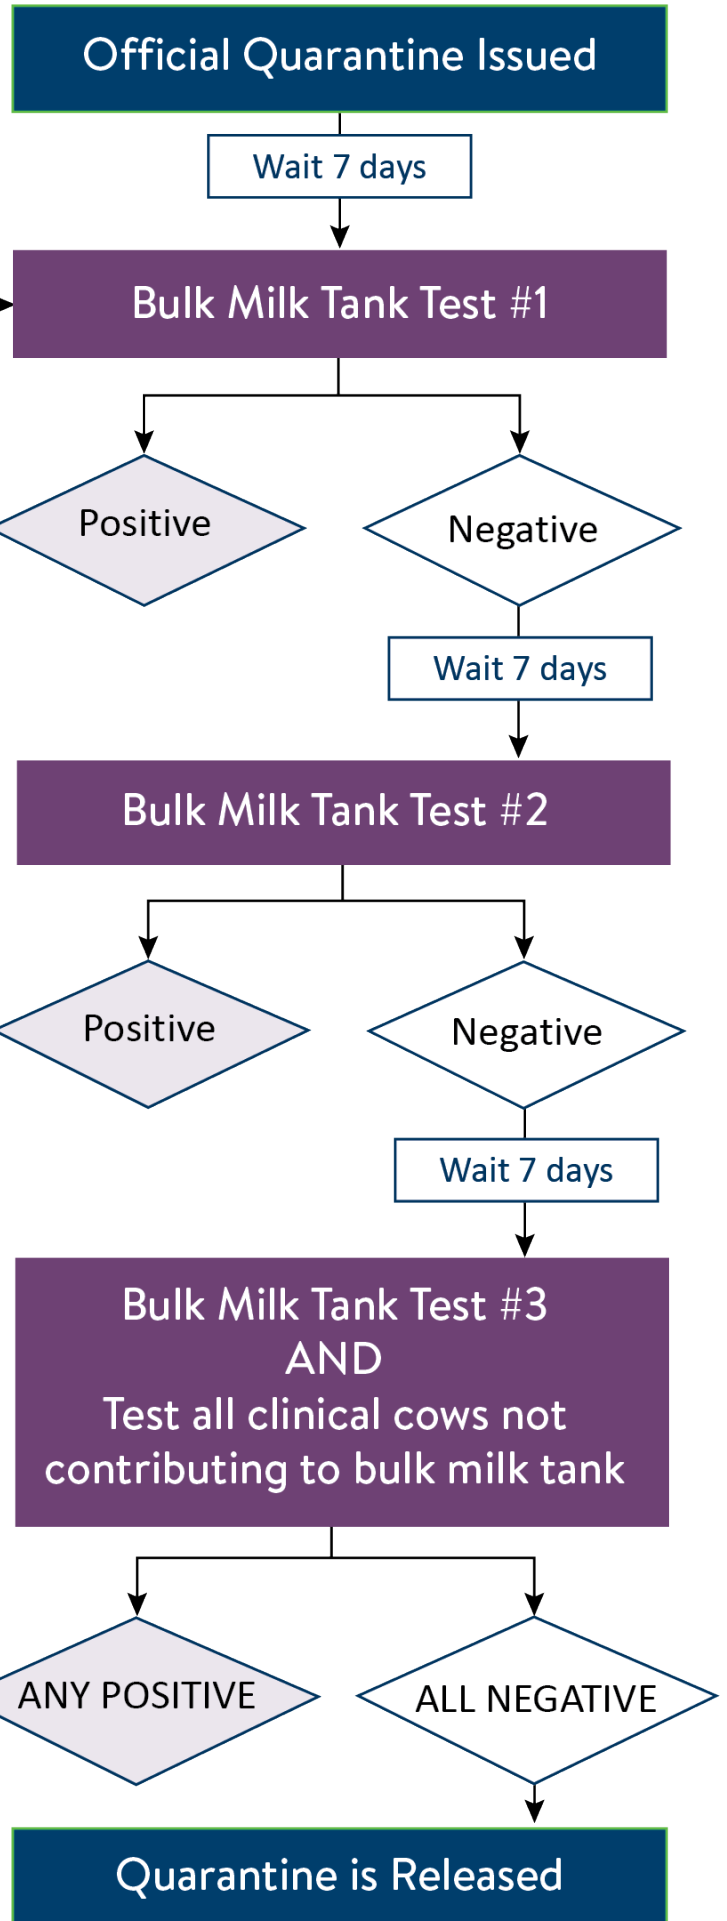 Official Quarantine Issued
Wait 7 days
Bulk Milk Tank Test #1
Positive
Negative
Wait 7 days
Bulk Milk Tank Test #2
Positive
Negative
Wait 7 days
Bulk Milk Tank Test #3
AND
Test all clinical cows not
contributing to bulk milk tank
ANY POSITIVE
ALL NEGATIVE
Quarantine is Released